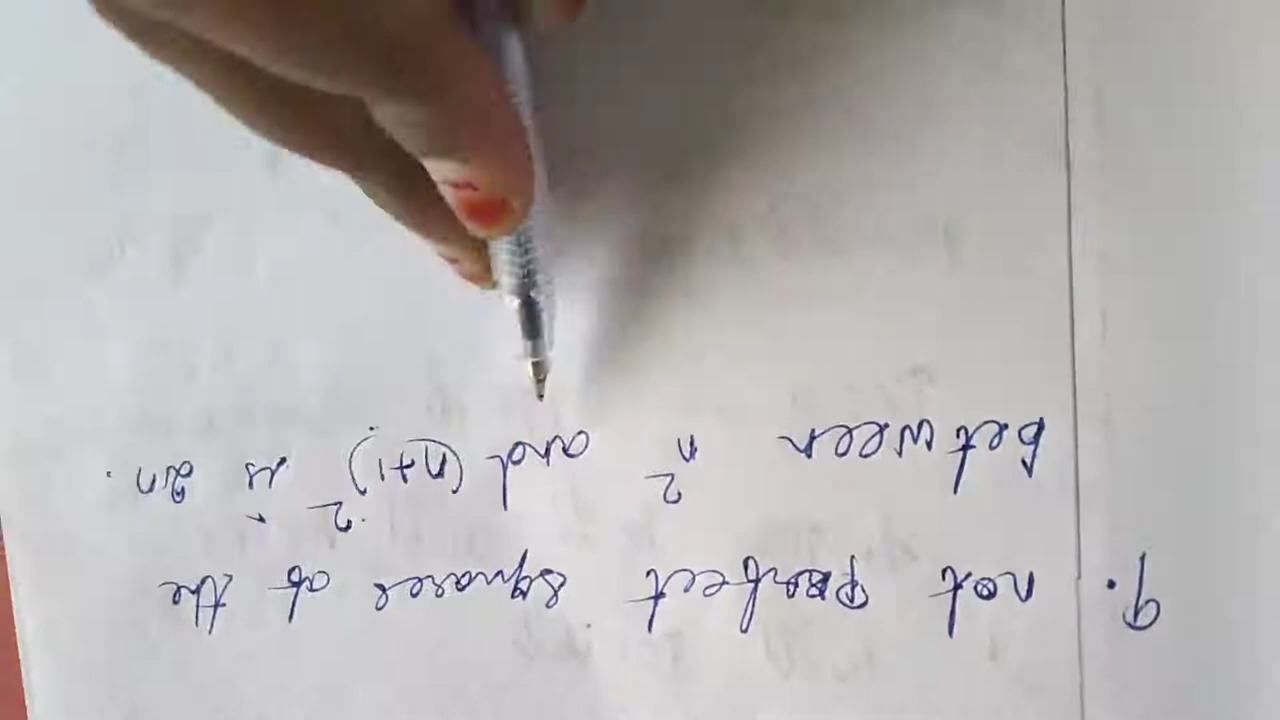 9. not Perfect squares of the
between n² and (n+1)² is 2n.